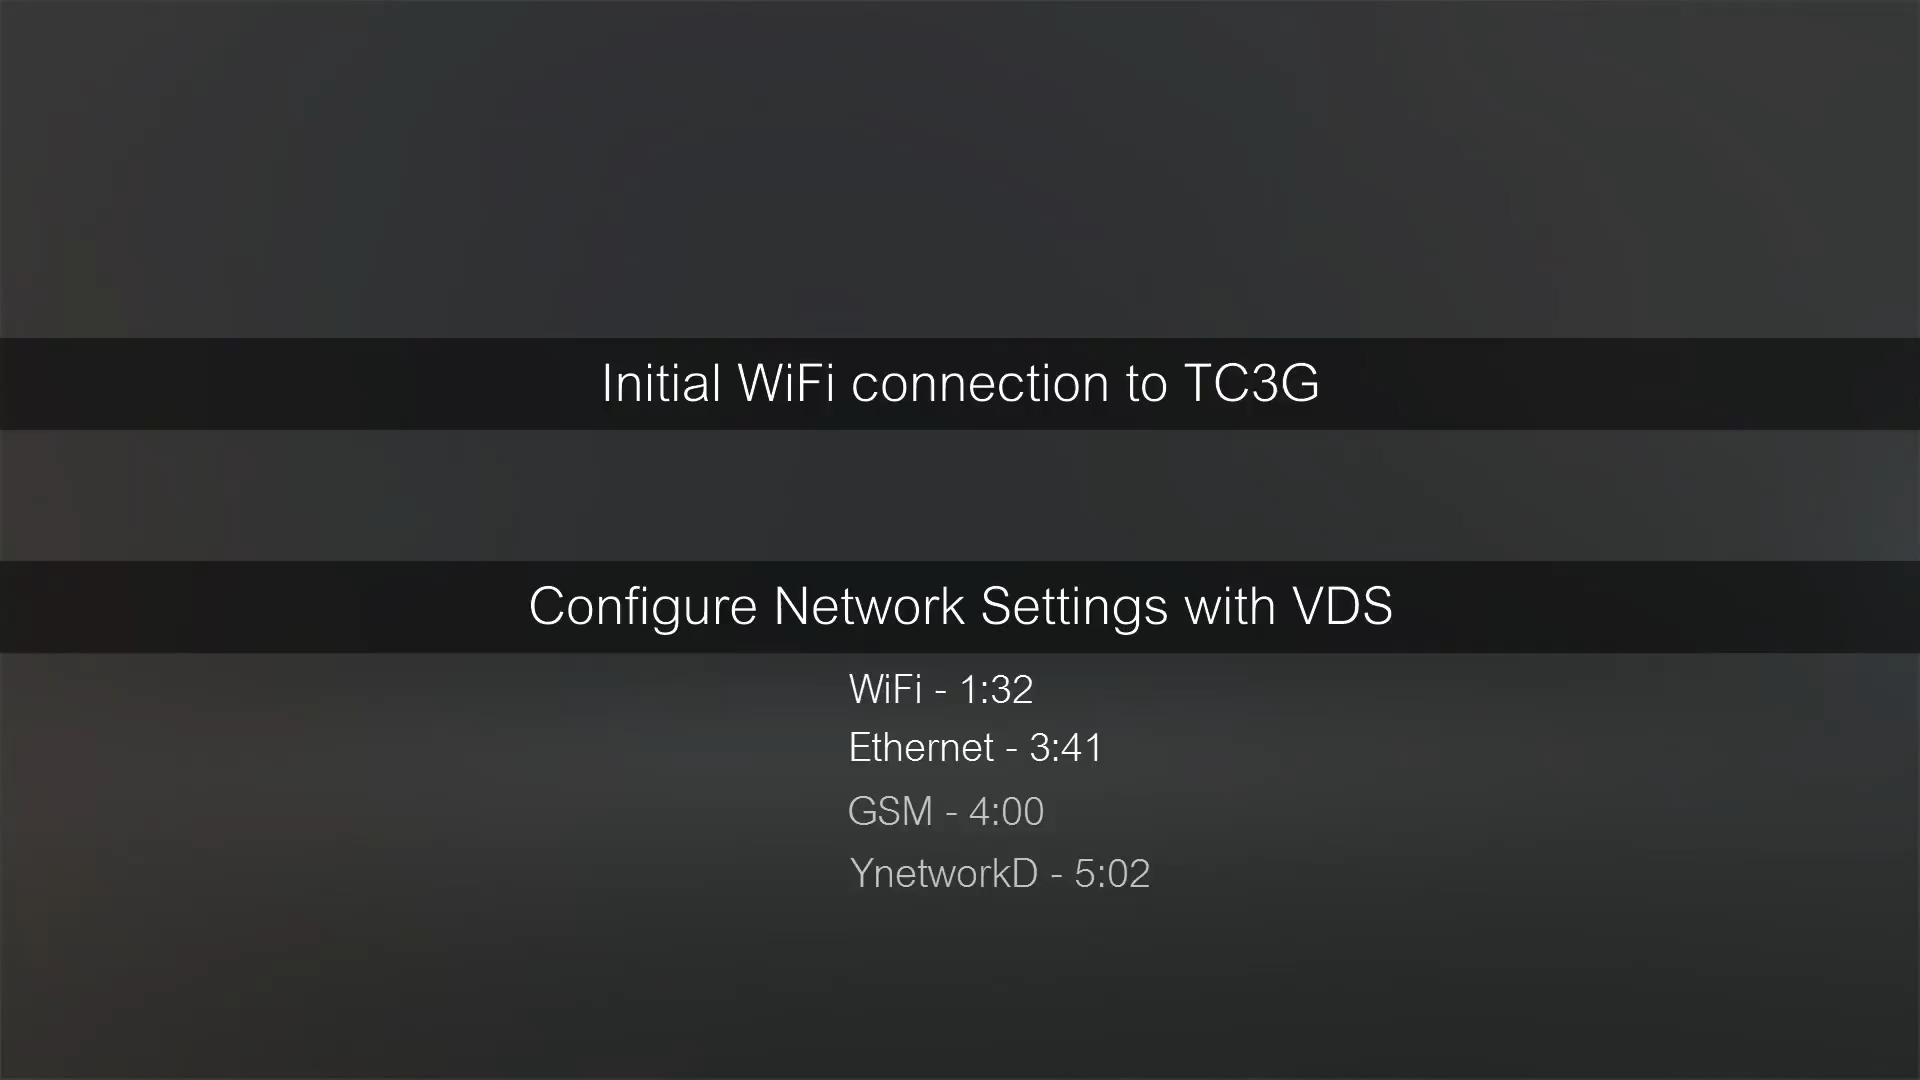 Initial WiFi connection to TC3G
Configure Network Settings with VDS
WiFi - 1:32
Ethernet - 3:41
GSM - 4:00
YnetworkD - 5:02